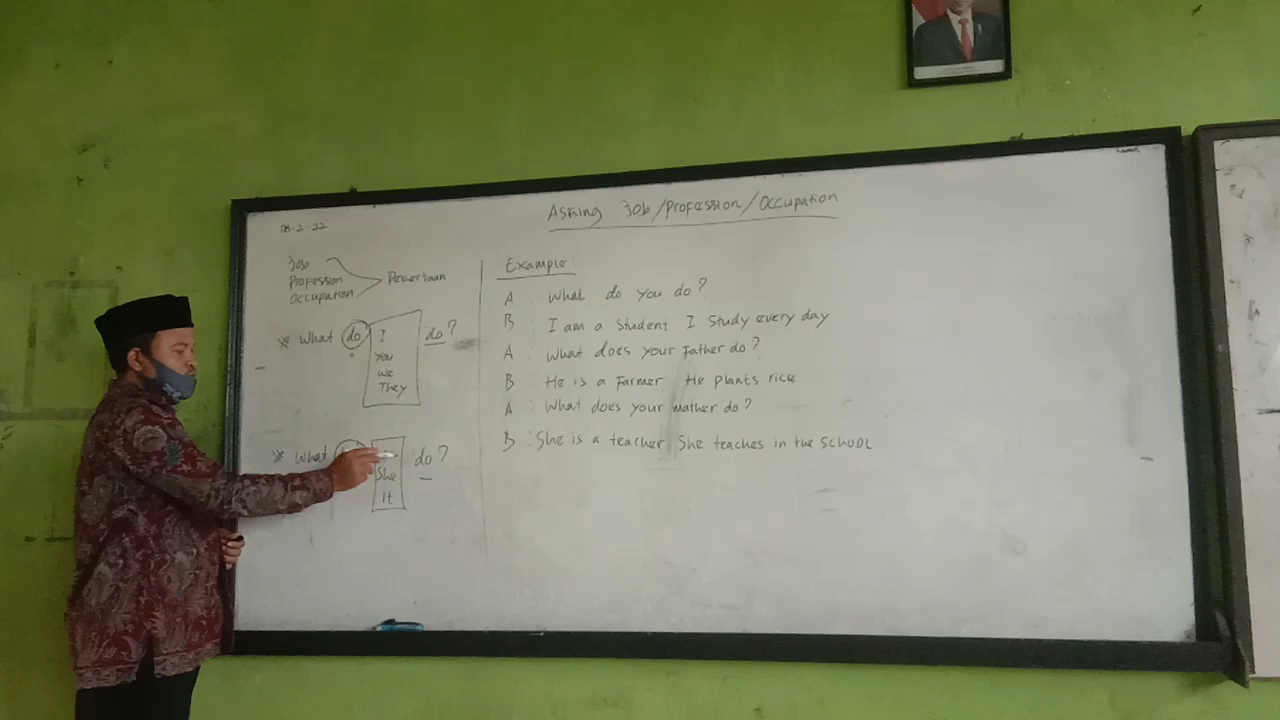 Asking Job/Profession/Occupation
08-2-22
Job
Profession
Occupation
Pekerjaan
* What do I do?
You
We
They
* What do?
She
It
Example:
A : What do you do?
B : I am a student I study every day
A : What does your Father do?
B : He is a Farmer He plants rice
A : What does your mather do?
B : She is a teacher She teaches in the SCHOOL